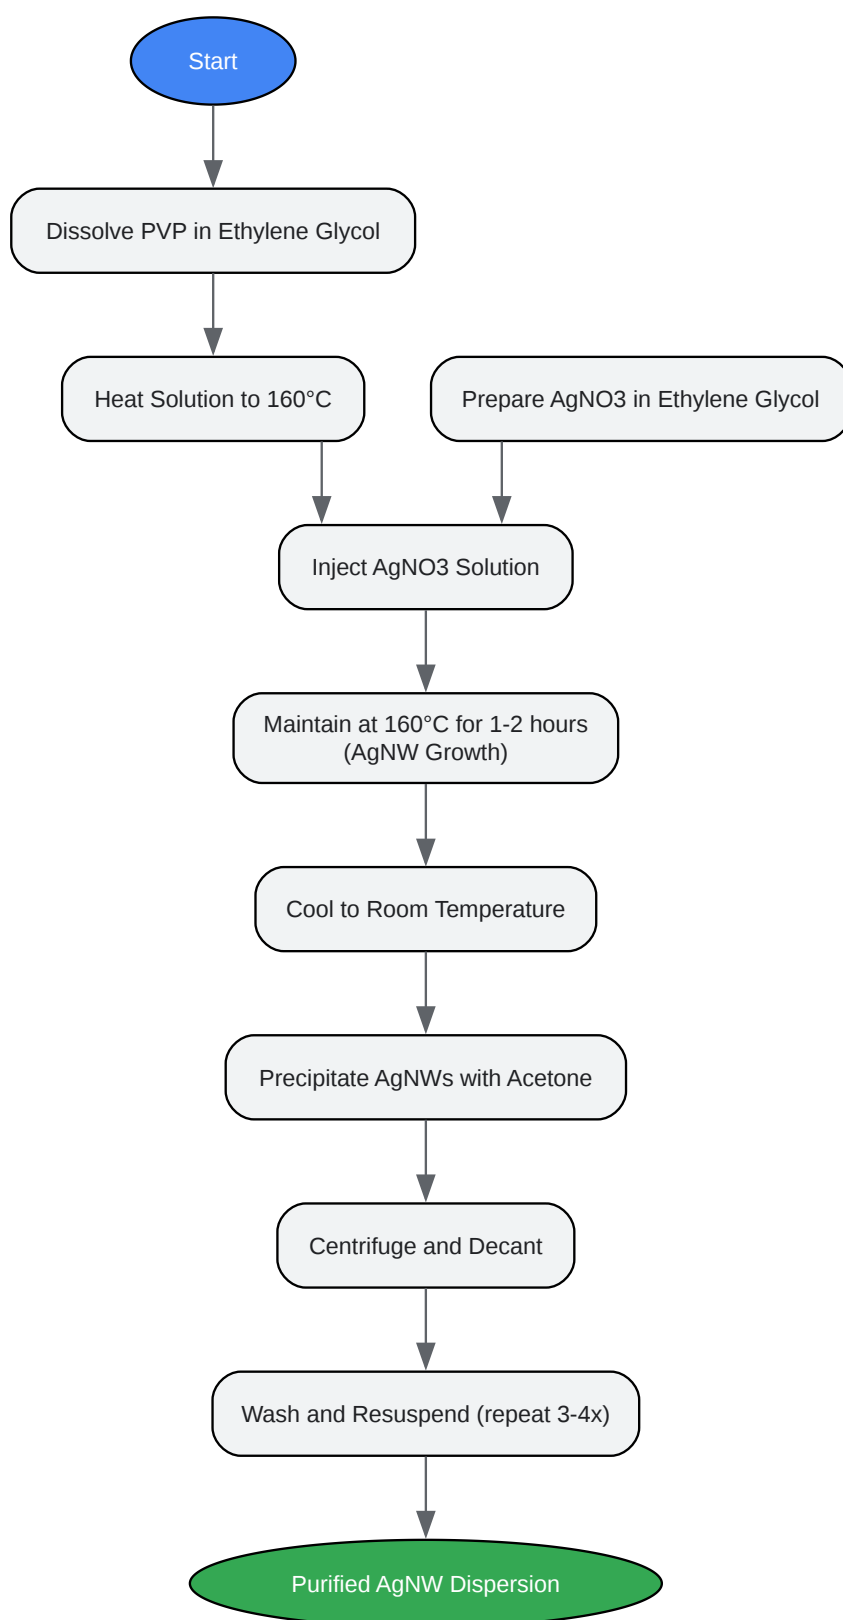 Start
Dissolve PVP in Ethylene Glycol
Heat Solution to 160°C
Prepare AgNO3 in Ethylene Glycol
Inject AgNO3 Solution
Maintain at 160°C for 1-2 hours
(AgNW Growth)
Cool to Room Temperature
Precipitate AgNWs with Acetone
Centrifuge and Decant
Wash and Resuspend (repeat 3-4x)
Purified AgNW Dispersion